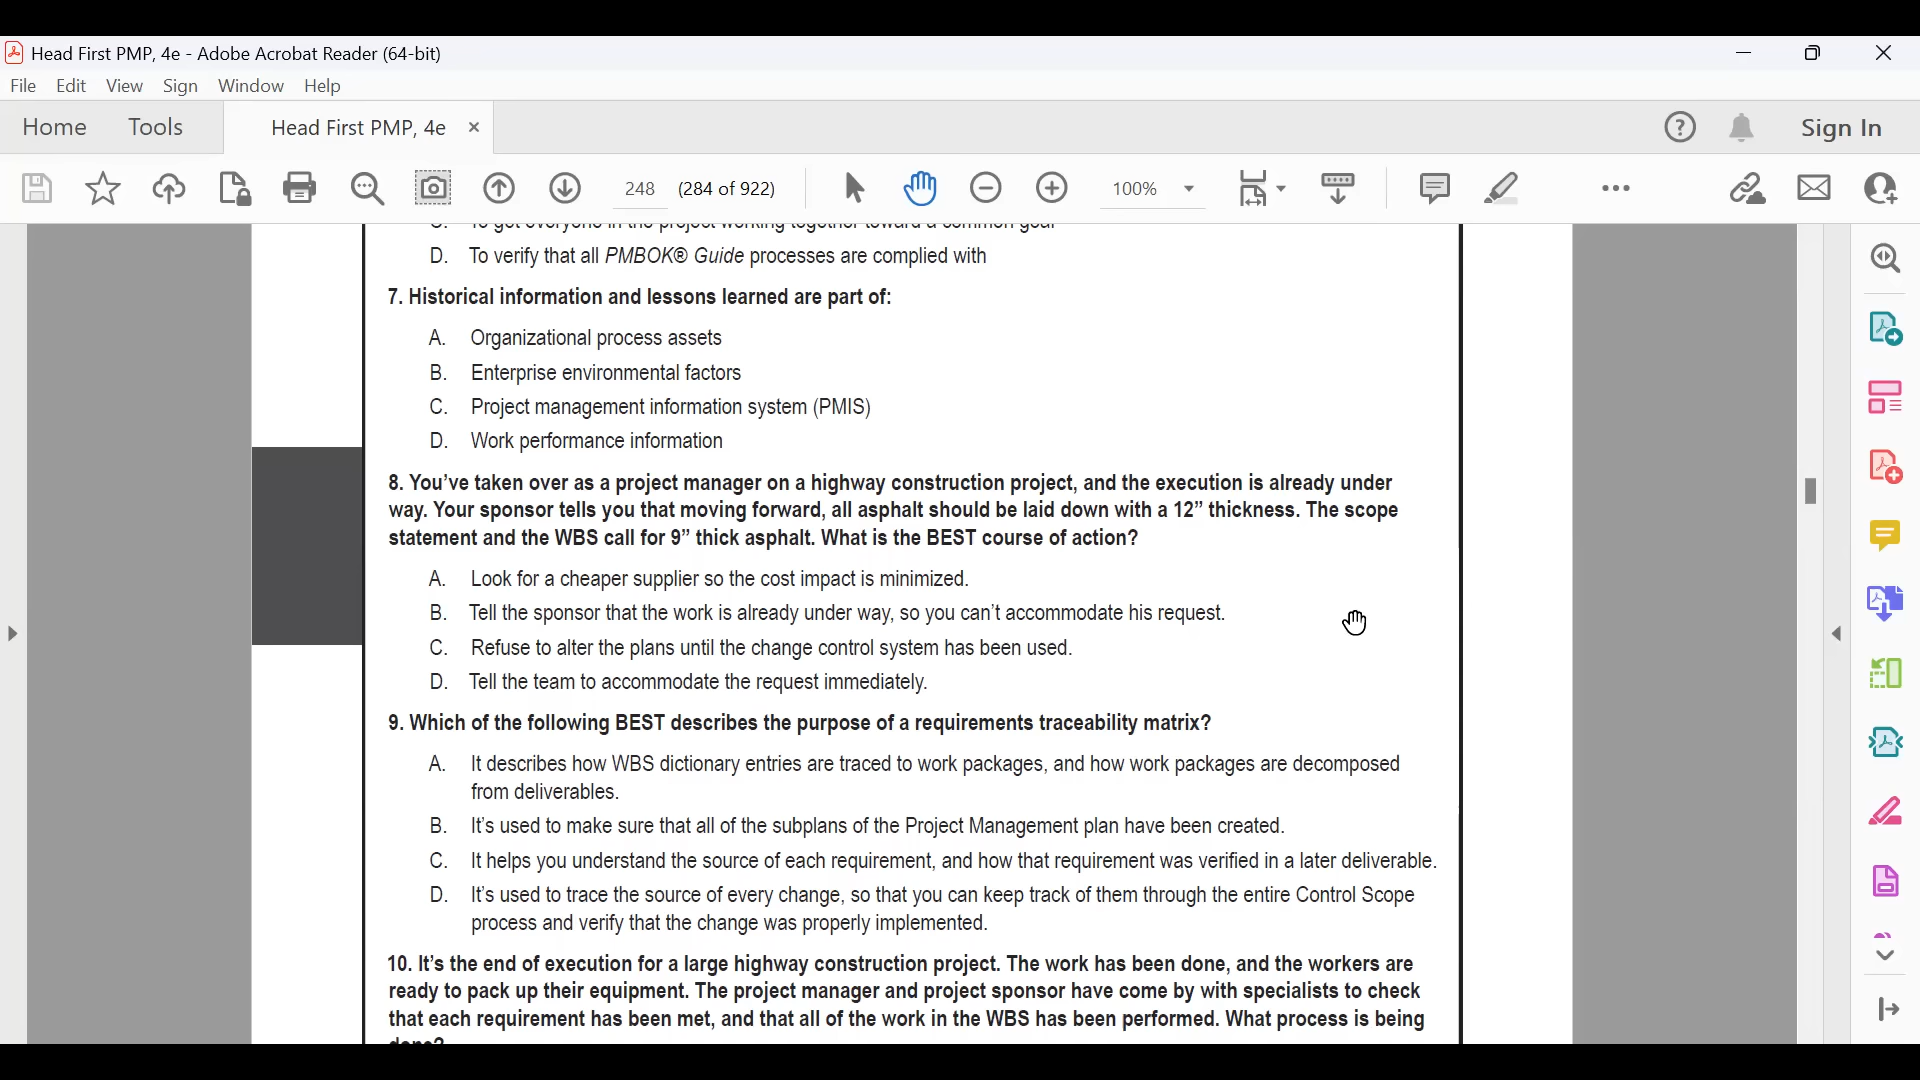 Head First PMP, 4e - Adobe Acrobat Reader (64-bit)
File Edit View Sign Window Help
Home Tools Head First PMP, 4e Sign In
248 (284 of 922) 100%
C. To get everyone in the project working together toward a common goal
D. To verify that all PMBOK® Guide processes are complied with
7. Historical information and lessons learned are part of:
A. Organizational process assets
B. Enterprise environmental factors
C. Project management information system (PMIS)
D. Work performance information
8. You’ve taken over as a project manager on a highway construction project, and the execution is already under
way. Your sponsor tells you that moving forward, all asphalt should be laid down with a 12” thickness. The scope
statement and the WBS call for 9” thick asphalt. What is the BEST course of action?
A. Look for a cheaper supplier so the cost impact is minimized.
B. Tell the sponsor that the work is already under way, so you can’t accommodate his request.
C. Refuse to alter the plans until the change control system has been used.
D. Tell the team to accommodate the request immediately.
9. Which of the following BEST describes the purpose of a requirements traceability matrix?
A. It describes how WBS dictionary entries are traced to work packages, and how work packages are decomposed
from deliverables.
B. It’s used to make sure that all of the subplans of the Project Management plan have been created.
C. It helps you understand the source of each requirement, and how that requirement was verified in a later deliverable.
D. It’s used to trace the source of every change, so that you can keep track of them through the entire Control Scope
process and verify that the change was properly implemented.
10. It’s the end of execution for a large highway construction project. The work has been done, and the workers are
ready to pack up their equipment. The project manager and project sponsor have come by with specialists to check
that each requirement has been met, and that all of the work in the WBS has been performed. What process is being
done?